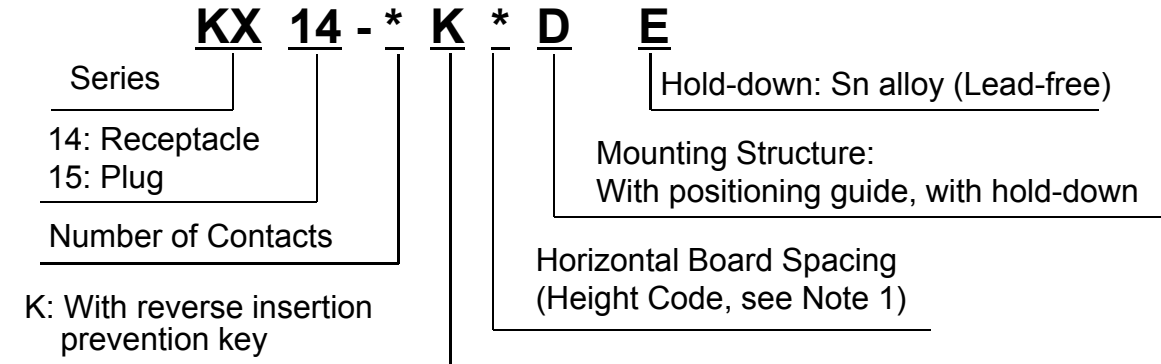 KX 14 - * K * D E
Series
Hold-down: Sn alloy (Lead-free)
14: Receptacle
15: Plug
Mounting Structure:
With positioning guide, with hold-down
Number of Contacts
Horizontal Board Spacing
(Height Code, see Note 1)
K: With reverse insertion
prevention key